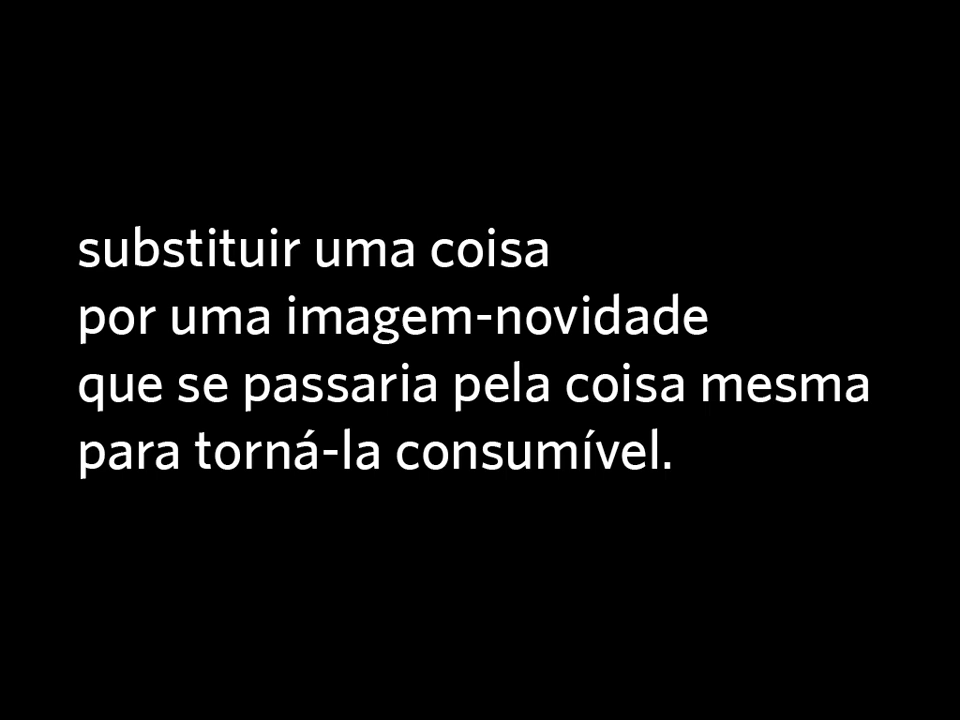 substituir uma coisa
por uma imagem-novidade
que se passaria pela coisa mesma
para torná-la consumível.